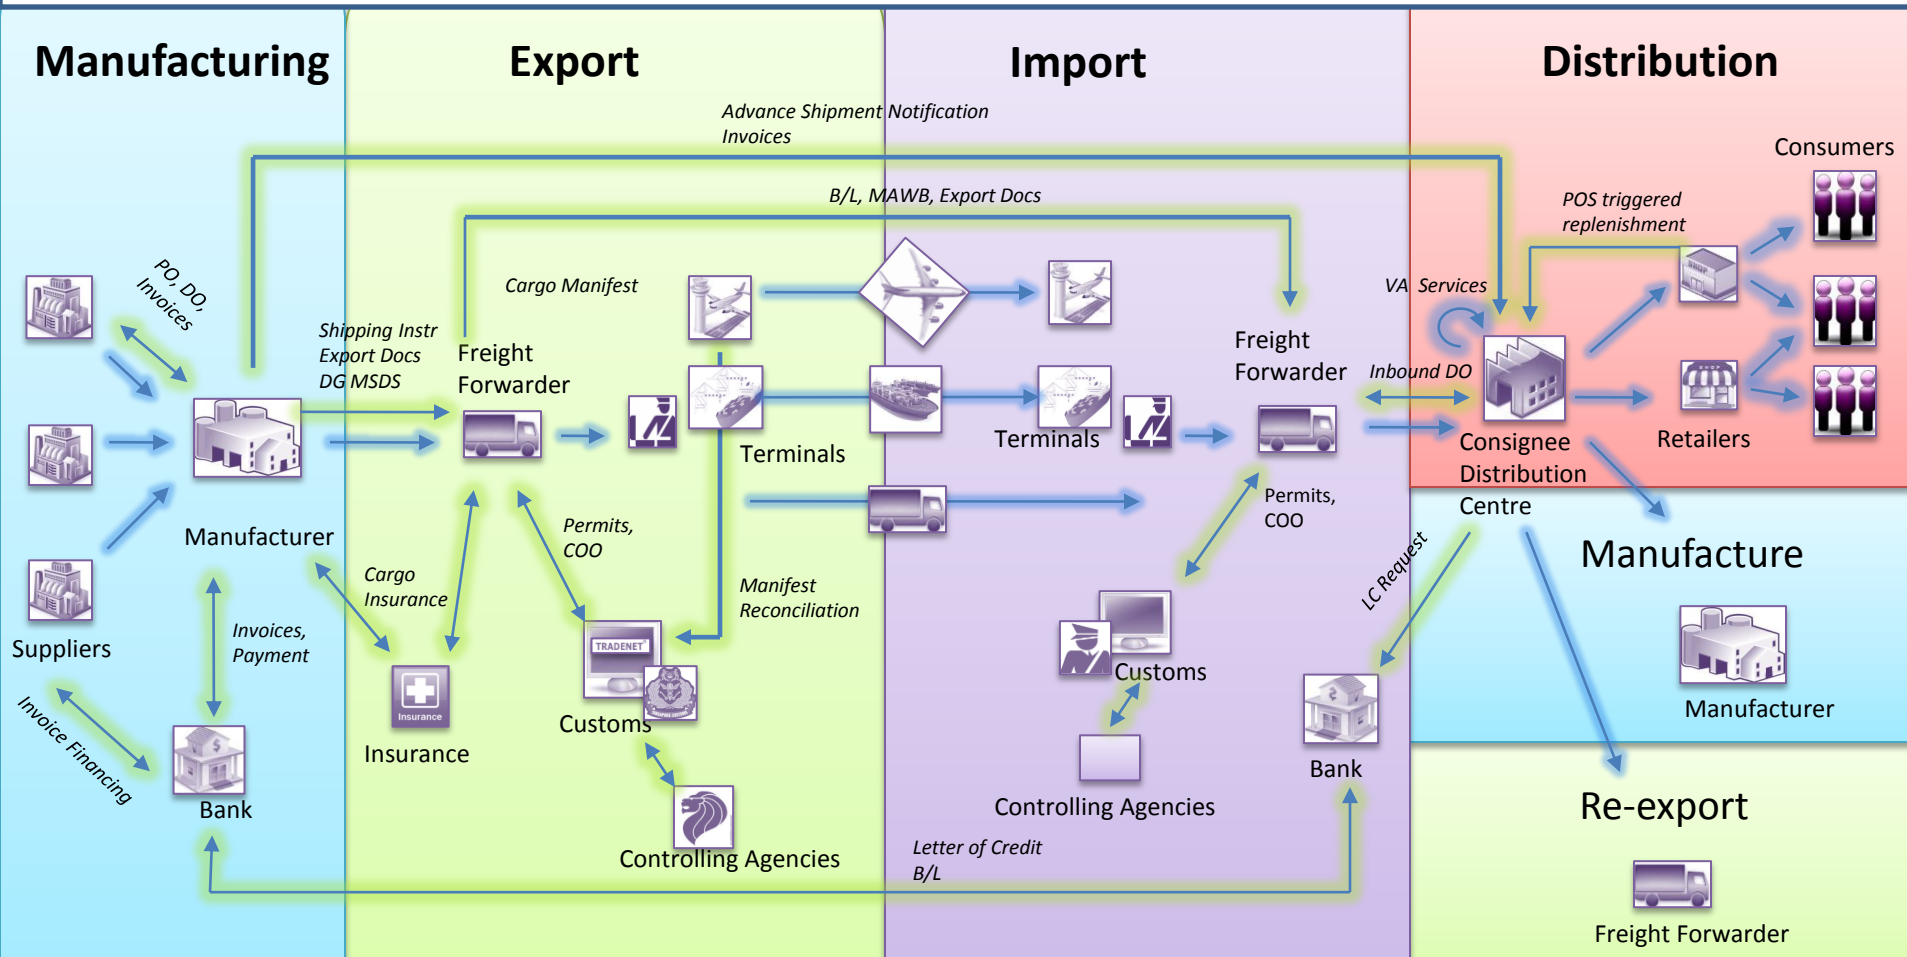 Manufacturing
Export
Import
Distribution
Advance Shipment Notification
Invoices
Consumers
B/L, MAWB, Export Docs
POS triggered
replenishment
PO, DO,
Invoices
Cargo Manifest
VA Services
Shipping Instr
Export Docs
DG MSDS
Freight
Forwarder
Freight
Forwarder
Inbound DO
SHOP
SHOP
Terminals
Terminals
Consignee
Distribution
Centre
Retailers
Manufacturer
Permits,
COO
Permits,
COO
Cargo
Insurance
Manifest
Reconciliation
LC Request
Manufacture
Suppliers
Invoices,
Payment
TRADENET
Insurance
Customs
Customs
Manufacturer
Invoice Financing
Insurance
Bank
Bank
Controlling Agencies
Controlling Agencies
Letter of Credit
B/L
Re-export
Freight Forwarder